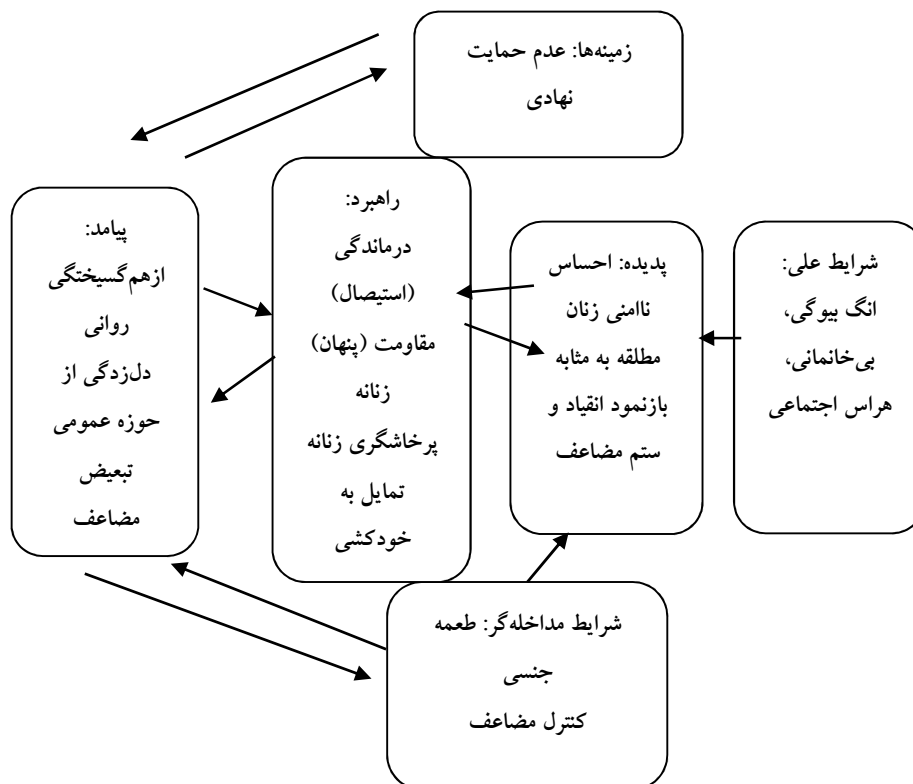 زمینه‌ها: عدم حمایت
نهادی
شرایط علی:
انگ بیوگی،
بی‌خانمانی،
هراس اجتماعی
پدیده: احساس
ناامنی زنان
مطلقه به مثابه
بازنمود انقیاد و
ستم مضاعف
راهبرد:
درماندگی
(استیصال)
مقاومت (پنهان)
زنانه
پرخاشگری زنانه
تمایل به
خودکشی
پیامد:
ازهم‌گسیختگی
روانی
دل‌زدگی از
حوزه عمومی
تبعیض
مضاعف
شرایط مداخله‌گر: طعمه
جنسی
کنترل مضاعف